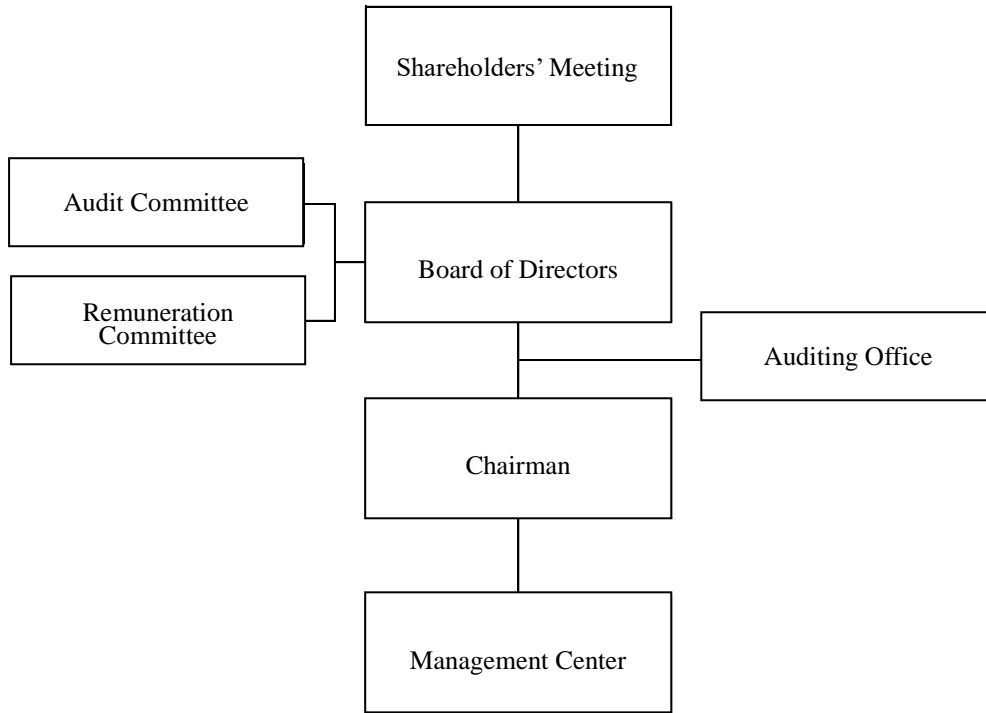 Shareholders’ Meeting
Audit Committee
Board of Directors
Remuneration
Committee
Auditing Office
Chairman
Management Center